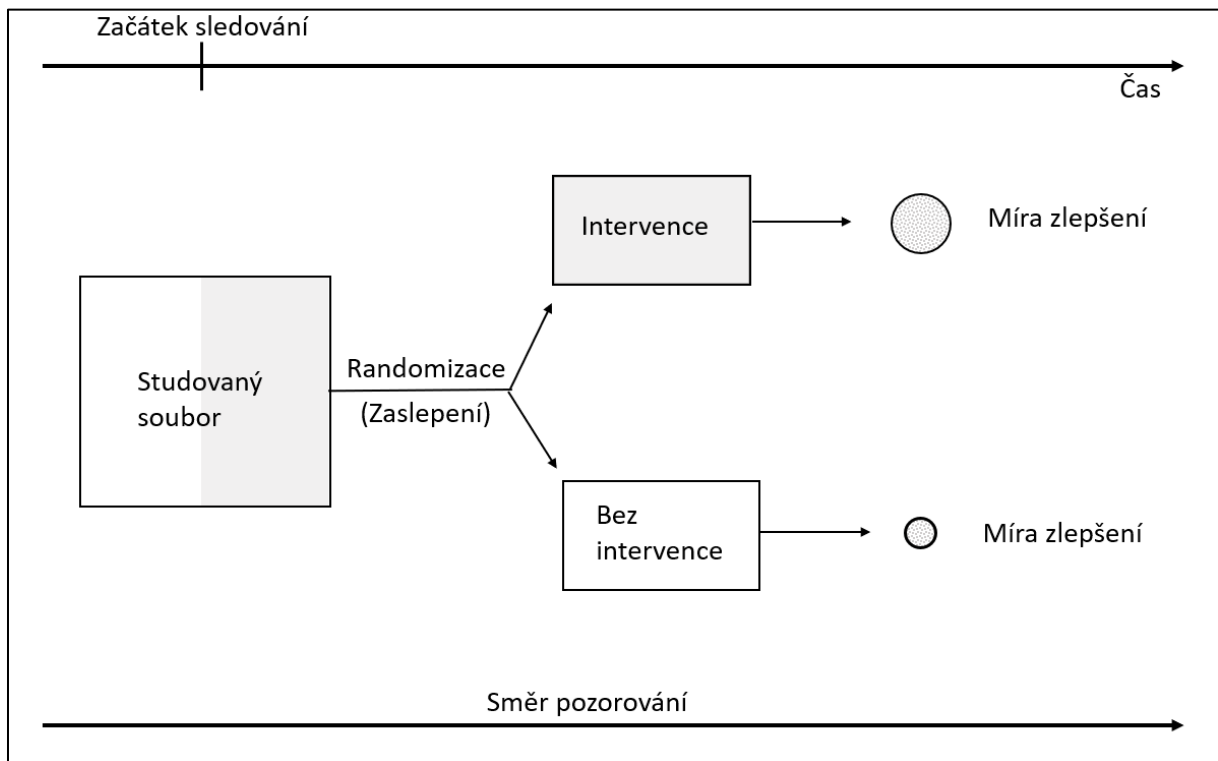 Začátek sledování
Čas
Intervence
Míra zlepšení
Studovaný
soubor
Randomizace
(Zaslepení)
Bez
intervence
Míra zlepšení
Směr pozorování